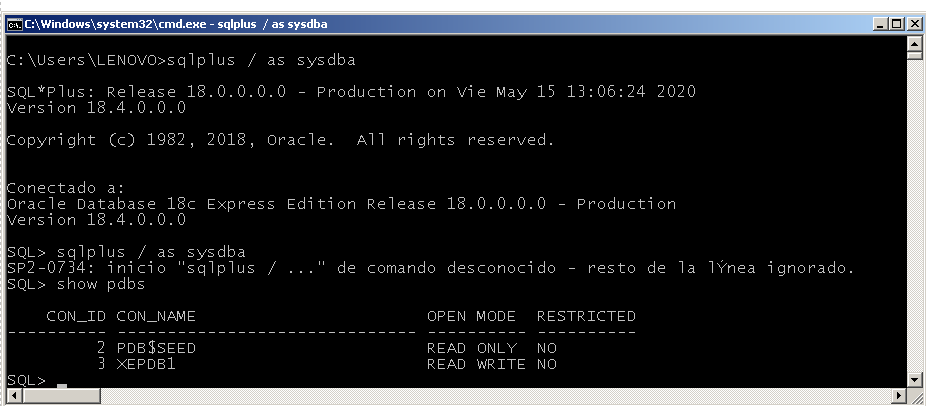 C:\Windows\system32\cmd.exe - sqlplus / as sysdba
C:\Users\LENOVO>sqlplus / as sysdba
SQL*Plus: Release 18.0.0.0.0 - Production on Vie May 15 13:06:24 2020
Version 18.4.0.0.0
Copyright (c) 1982, 2018, Oracle.  All rights reserved.
Conectado a:
Oracle Database 18c Express Edition Release 18.0.0.0.0 - Production
Version 18.4.0.0.0
SQL> sqlplus / as sysdba
SP2-0734: inicio "sqlplus / ..." de comando desconocido - resto de la lÝnea ignorado.
SQL> show pdbs
    CON_ID CON_NAME                       OPEN MODE  RESTRICTED
---------- ------------------------------ ---------- ----------
         2 PDB$SEED                       READ ONLY  NO
         3 XEPDB1                         READ WRITE NO
SQL> _